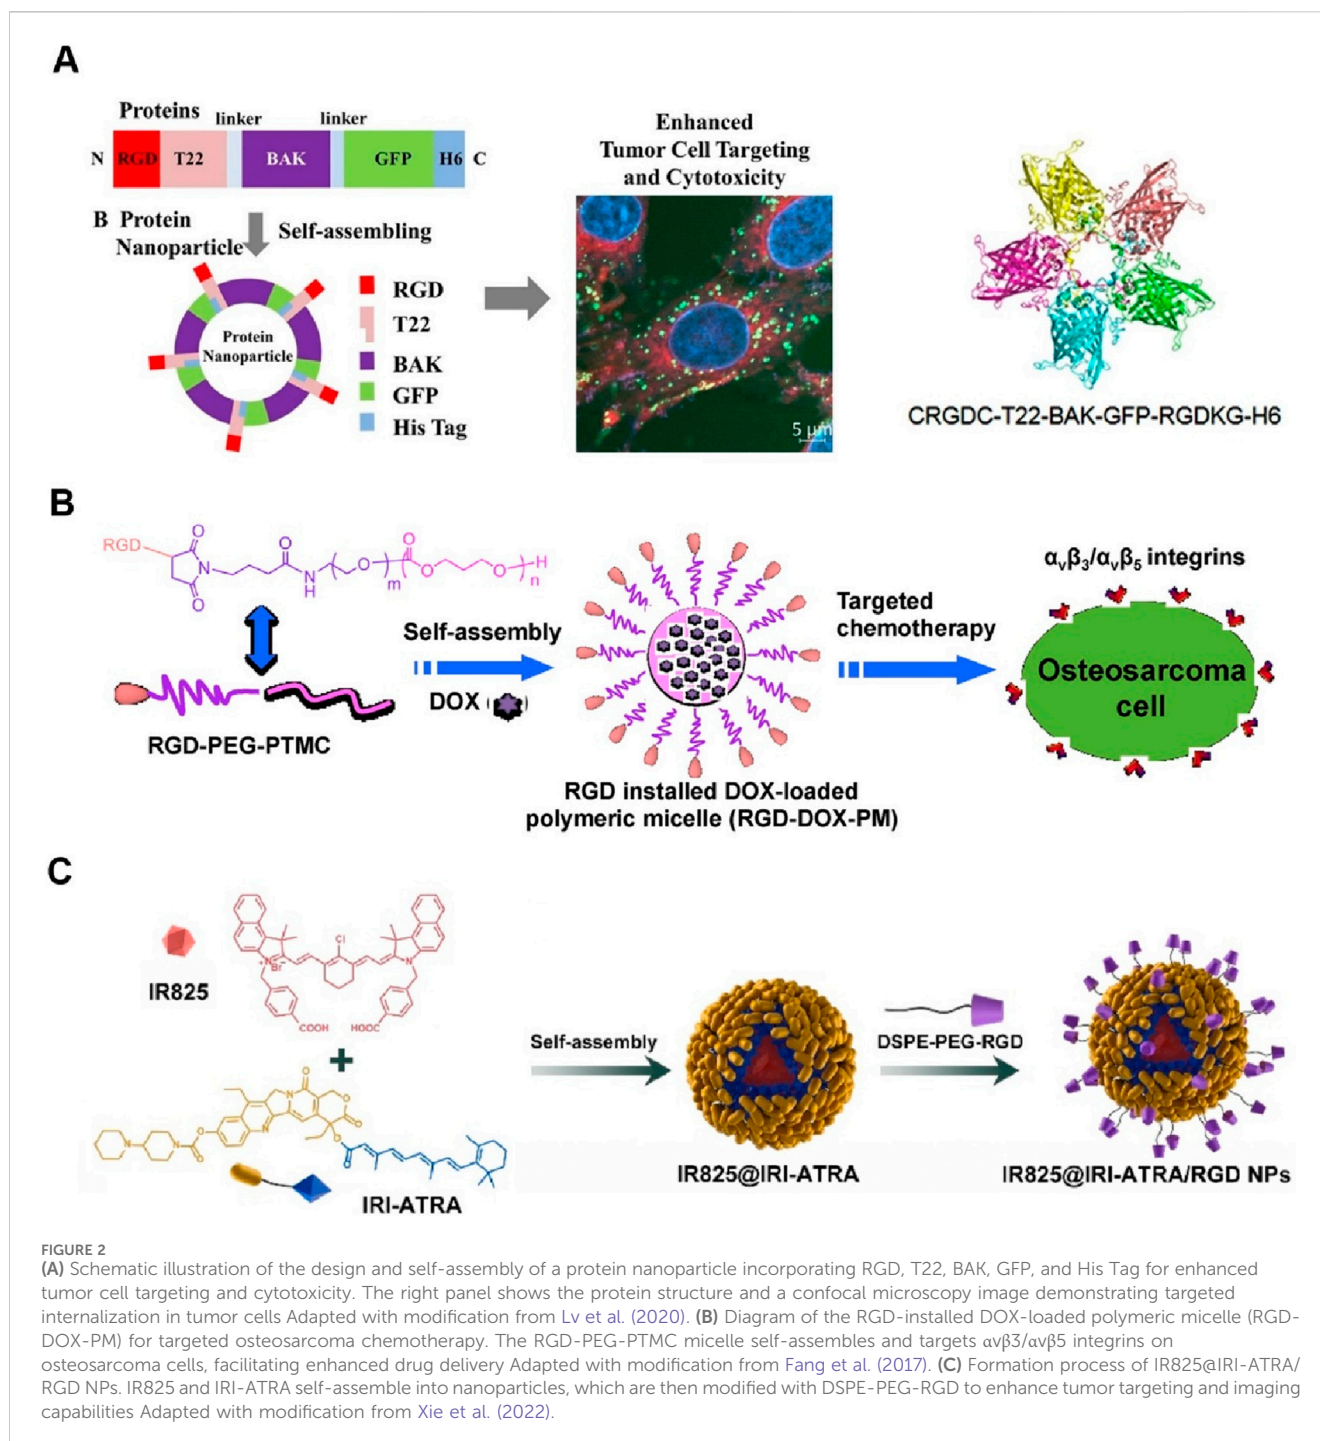 A
Proteins
linker
linker
N
RGD
T22
BAK
GFP
H6
C
B Protein
Nanoparticle
Self-assembling
Protein
Nanoparticle
RGD
T22
BAK
GFP
His Tag
Enhanced
Tumor Cell Targeting
and Cytotoxicity
5 µm
CRGDC-T22-BAK-GFP-RGDKG-H6
B
RGD
O
N
O
O
N
H
O
m
O
O
O
H
n
RGD-PEG-PTMC
Self-assembly
DOX
RGD installed DOX-loaded
polymeric micelle (RGD-DOX-PM)
Targeted
chemotherapy
αvβ3/αvβ5 integrins
Osteosarcoma
cell
C
IR825
Cl
N
+
Br-
N
COOH
HOOC
+
O
O
O
N
N
O
N
O
N
O
O
O
IRI-ATRA
Self-assembly
IR825@IRI-ATRA
DSPE-PEG-RGD
IR825@IRI-ATRA/RGD NPs
FIGURE 2
(A) Schematic illustration of the design and self-assembly of a protein nanoparticle incorporating RGD, T22, BAK, GFP, and His Tag for enhanced
tumor cell targeting and cytotoxicity. The right panel shows the protein structure and a confocal microscopy image demonstrating targeted
internalization in tumor cells Adapted with modification from Lv et al. (2020). (B) Diagram of the RGD-installed DOX-loaded polymeric micelle (RGD-
DOX-PM) for targeted osteosarcoma chemotherapy. The RGD-PEG-PTMC micelle self-assembles and targets αvβ3/αvβ5 integrins on
osteosarcoma cells, facilitating enhanced drug delivery Adapted with modification from Fang et al. (2017). (C) Formation process of IR825@IRI-ATRA/
RGD NPs. IR825 and IRI-ATRA self-assemble into nanoparticles, which are then modified with DSPE-PEG-RGD to enhance tumor targeting and imaging
capabilities Adapted with modification from Xie et al. (2022).